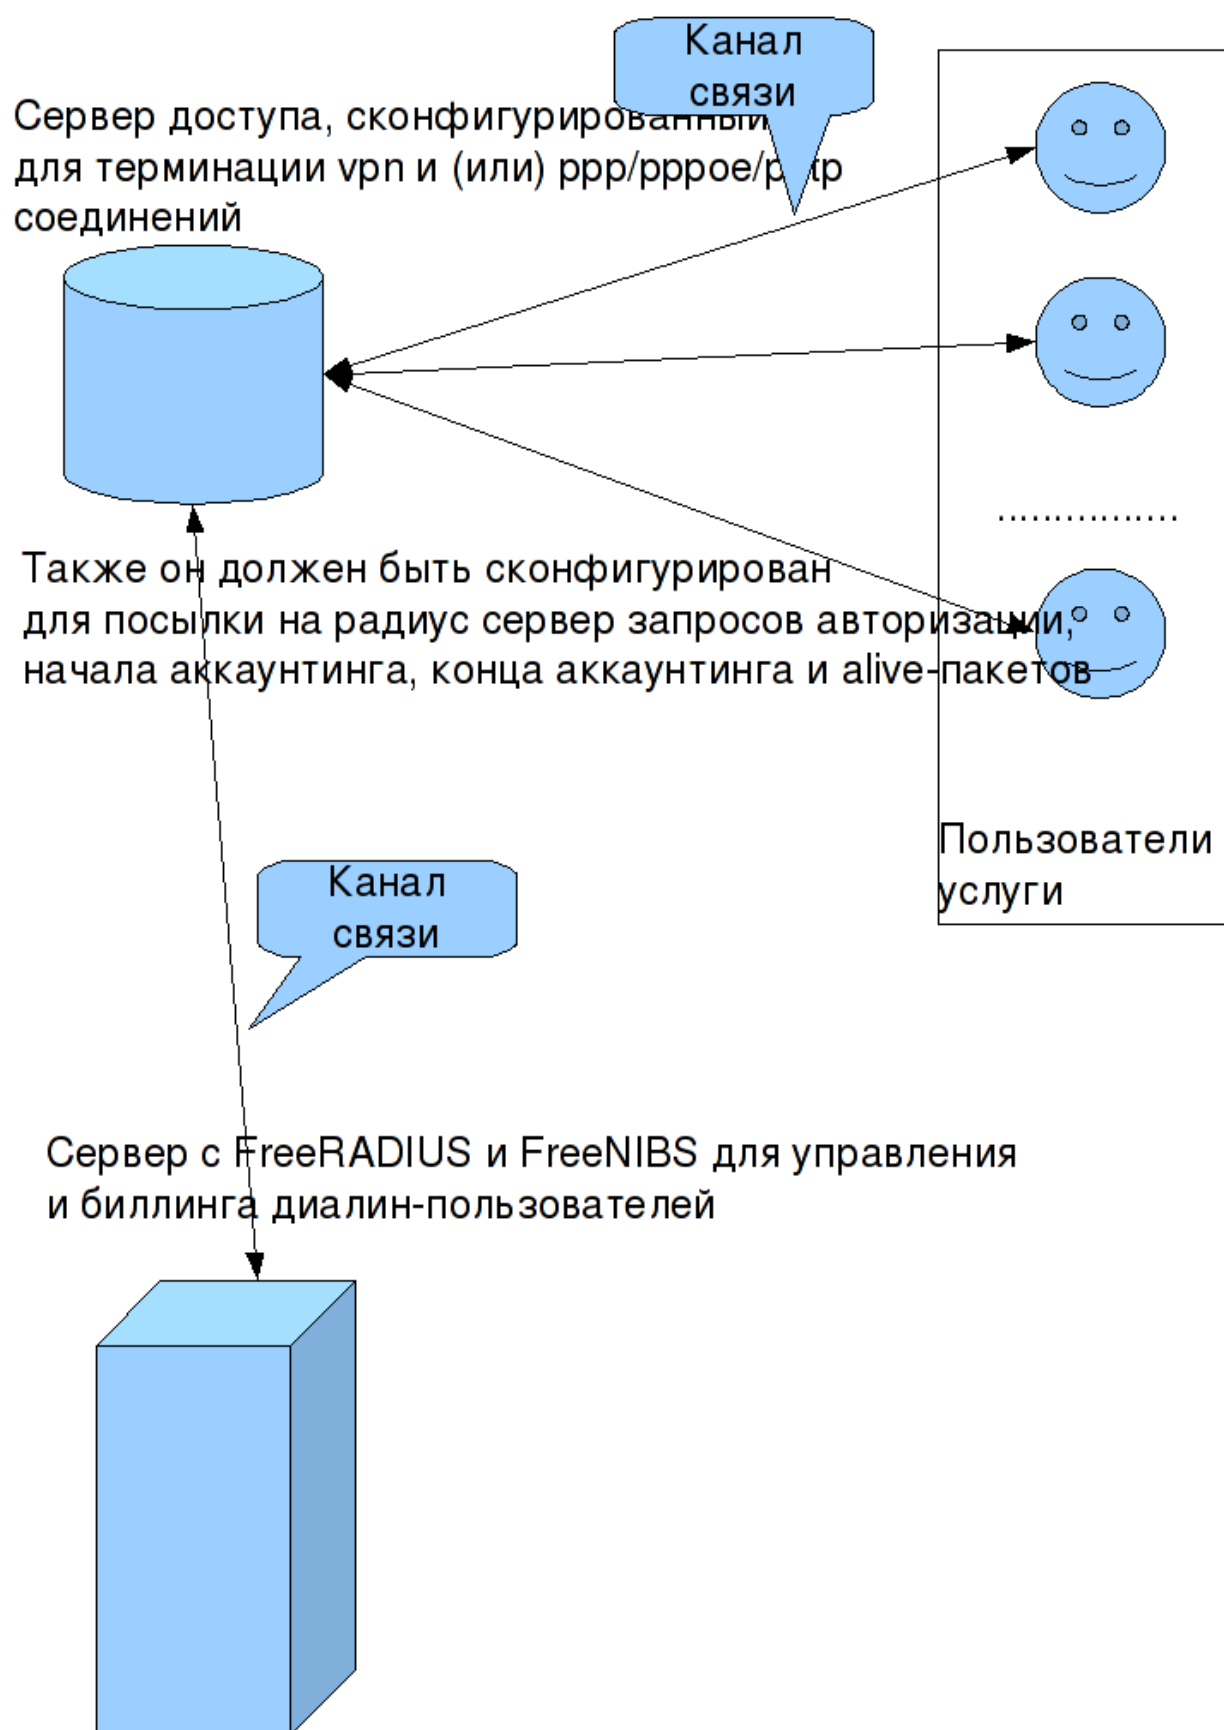 Канал
связи
Сервер доступа, сконфигурированный
для терминации vpn и (или) ppp/pppoe/pptp
соединений
...............
Также он должен быть сконфигурирован
для посылки на радиус сервер запросов авторизации,
начала аккаунтинга, конца аккаунтинга и alive-пакетов
Пользователи
услуги
Канал
связи
Сервер с FreeRADIUS и FreeNIBS для управления
и биллинга диалин-пользователей